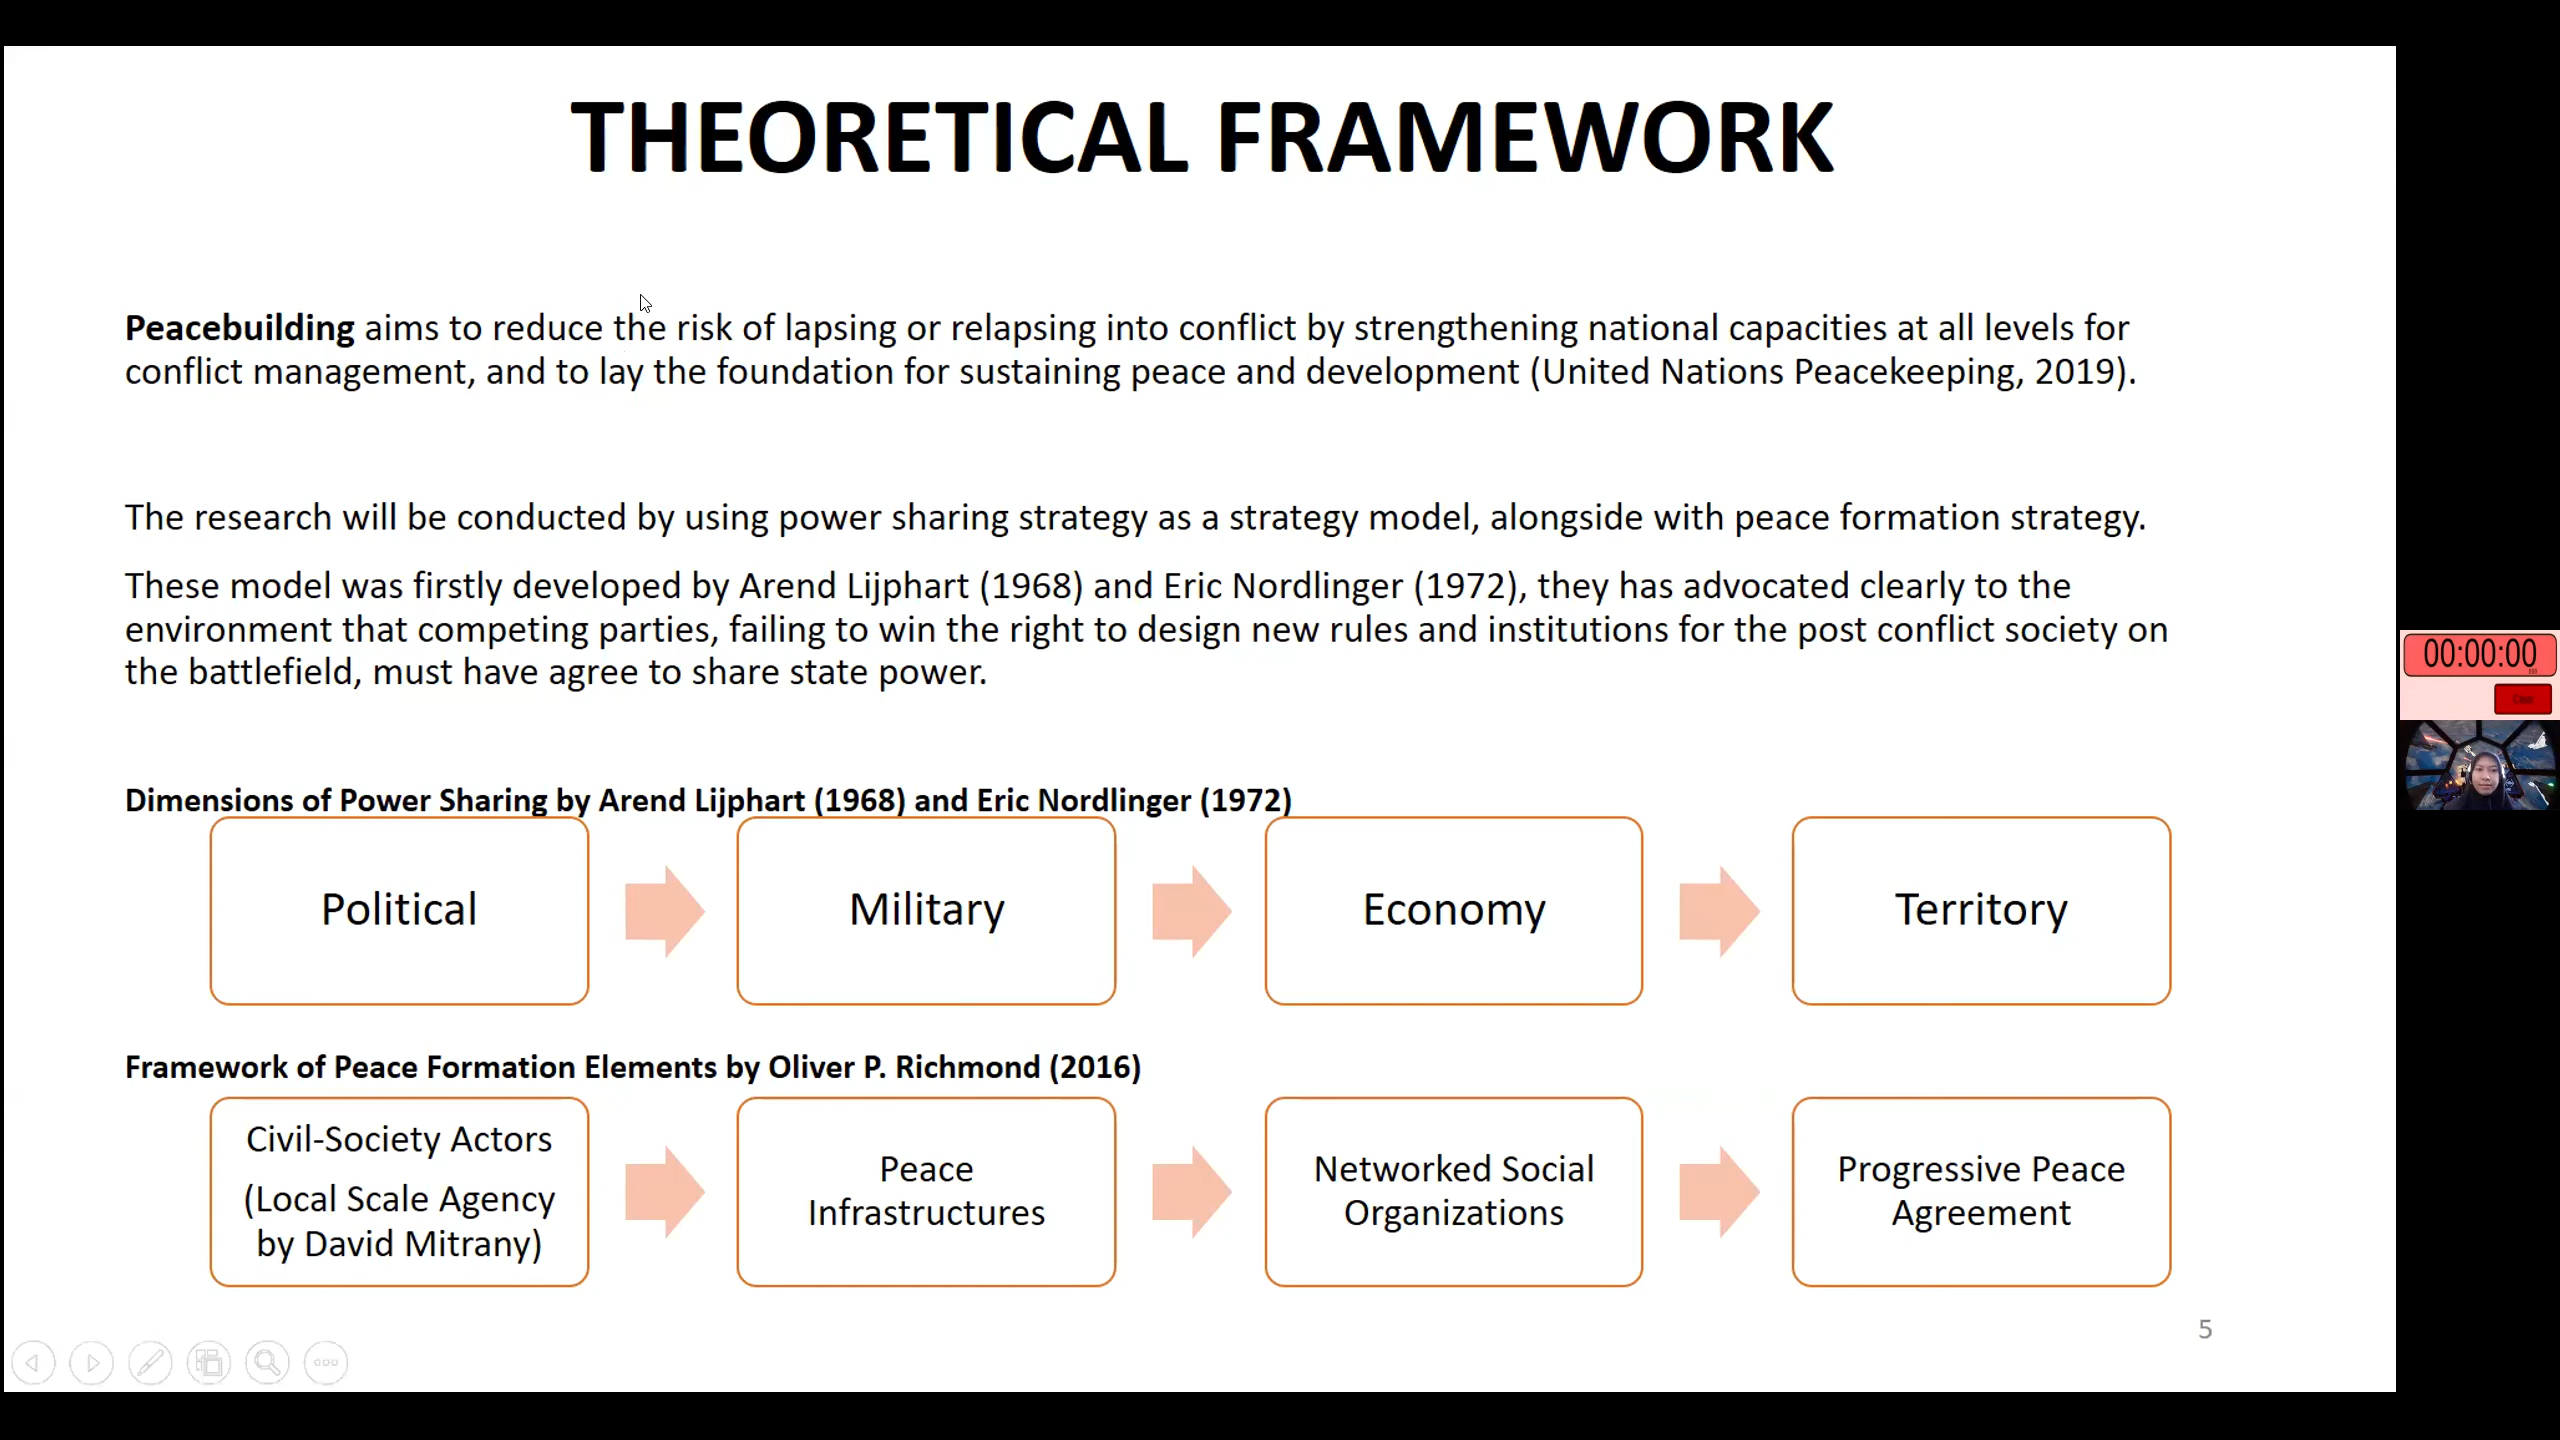 THEORETICAL FRAMEWORK
Peacebuilding aims to reduce the risk of lapsing or relapsing into conflict by strengthening national capacities at all levels for
conflict management, and to lay the foundation for sustaining peace and development (United Nations Peacekeeping, 2019).
The research will be conducted by using power sharing strategy as a strategy model, alongside with peace formation strategy.
These model was firstly developed by Arend Lijphart (1968) and Eric Nordlinger (1972), they has advocated clearly to the
environment that competing parties, failing to win the right to design new rules and institutions for the post conflict society on
the battlefield, must have agree to share state power.
Dimensions of Power Sharing by Arend Lijphart (1968) and Eric Nordlinger (1972)
Political
Military
Economy
Territory
Framework of Peace Formation Elements by Oliver P. Richmond (2016)
Civil-Society Actors
(Local Scale Agency
by David Mitrany)
Peace
Infrastructures
Networked Social
Organizations
Progressive Peace
Agreement
5
00:00:00